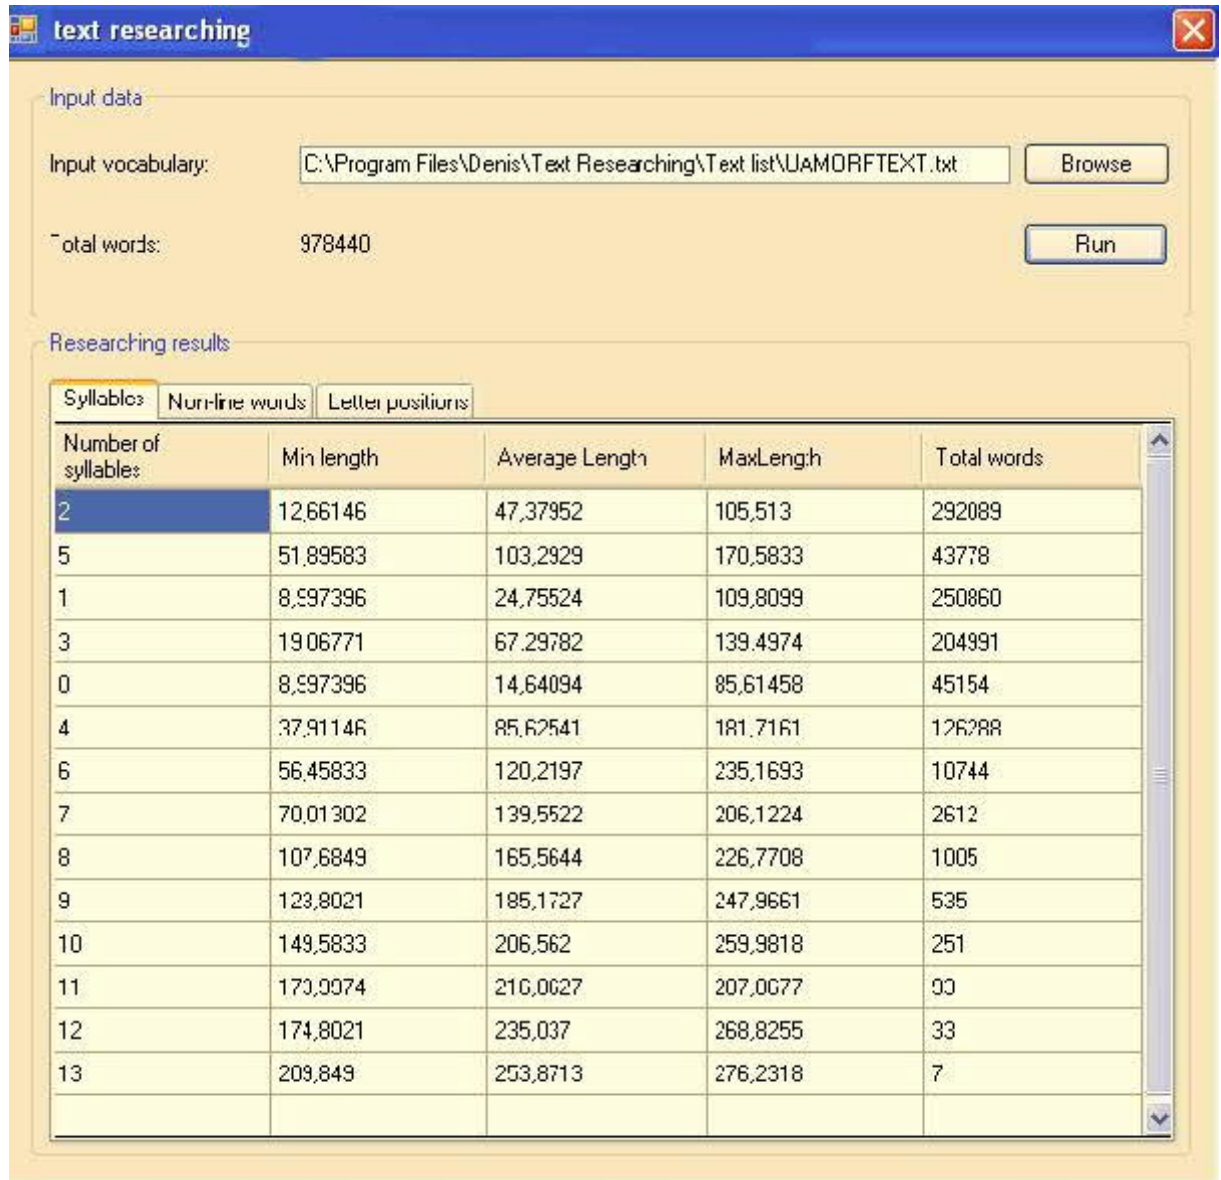 text researching
Input data
Input vocabulary: C:\Program Files\Denis\Text Researching\Text list\UAMORFTEXT.txt Browse
Total words: 978440 Run
Researching results
Syllables Non-line words Letter positions
Number of syllables Min length Average Length MaxLength Total words
2 12,66146 47,37952 105,513 292089
5 51,89583 103,2929 170,5833 43778
1 8,997396 24,75524 109,8099 250860
3 19,06771 67,29782 139,4974 204991
0 8,997396 14,64094 85,61458 45154
4 37,91146 85,62541 181,7161 126288
6 56,45833 120,2197 235,1693 10744
7 70,01302 139,5522 206,1224 2612
8 107,6849 165,5644 226,7708 1005
9 123,8021 185,1727 247,9661 535
10 149,5833 206,562 259,9818 251
11 173,9974
12 174,8021 235,037 268,8255 33
13 209,849 253,8713 276,2318 7